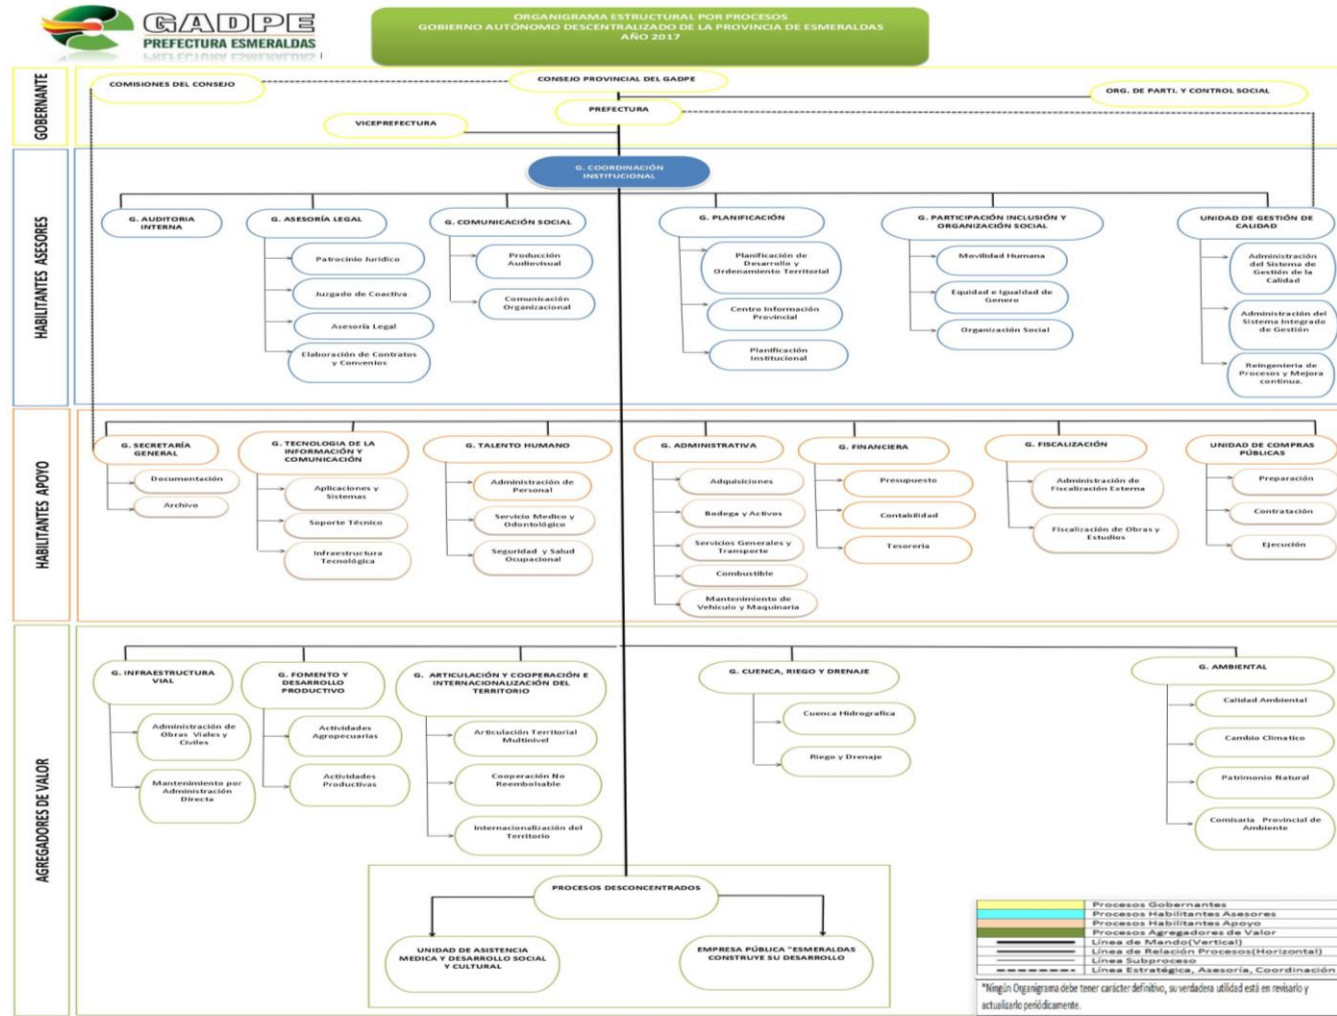 GADPE
PREFECTURA ESMERALDAS
ORGANIGRAMA ESTRUCTURAL POR PROCESOS
GOBIERNO AUTÓNOMO DESCENTRALIZADO DE LA PROVINCIA DE ESMERALDAS
AÑO 2017
GOBERNANTE
COMISIONES DEL CONSEJO
CONSEJO PROVINCIAL DEL GADPE
ORG. DE PARTI. Y CONTROL SOCIAL
PREFECTURA
VICEPREFECTURA
HABILITANTES ASESORES
G. COORDINACIÓN
INSTITUCIONAL
G. AUDITORIA
INTERNA
G. ASESORÍA LEGAL
Patrocinio Jurídico
Juzgado de Coactiva
Asesoría Legal
Elaboración de Contratos
y Convenios
G. COMUNICACIÓN SOCIAL
Producción
Audiovisual
Comunicación
Organizacional
G. PLANIFICACIÓN
Planificación de
Desarrollo y
Ordenamiento Territorial
Centro Información
Provincial
Planificación
Institucional
G. PARTICIPACIÓN INCLUSIÓN Y
ORGANIZACIÓN SOCIAL
Movilidad Humana
Equidad e Igualdad de
Genero
Organización Social
UNIDAD DE GESTIÓN DE
CALIDAD
Administración
del Sistema de
Gestión de la
Calidad
Administración del
Sistema Integrado
de Gestión
Reingenieria de
Procesos y Mejora
continua.
HABILITANTES APOYO
G. SECRETARÍA
GENERAL
Documentación
Archivo
G. TECNOLOGIA DE LA
INFORMACIÓN Y
COMUNICACIÓN
Aplicaciones y
Sistemas
Soporte Técnico
Infraestructura
Tecnológica
G. TALENTO HUMANO
Administración de
Personal
Servicio Medico y
Odontológico
Seguridad y Salud
Ocupacional
G. ADMINISTRATIVA
Adquisiciones
Bodega y Activos
Servicios Generales y
Transporte
Combustible
Mantenimiento de
Vehiculo y Maquinaria
G. FINANCIERA
Presupuesto
Contabilidad
Tesoreria
G. FISCALIZACIÓN
Administración de
Fiscalización Externa
Fiscalización de Obras y
Estudios
UNIDAD DE COMPRAS
PÚBLICAS
Preparación
Contratación
Ejecución
AGREGADORES DE VALOR
G. INFRAESTRUCTURA
VIAL
Administración de
Obras Viales y
Civiles
Mantenimiento por
Administración
Directa
G. FOMENTO Y
DESARROLLO
PRODUCTIVO
Actividades
Agropecuarias
Actividades
Productivas
G. ARTICULACIÓN Y COOPERACIÓN E
INTERNACIONALIZACIÓN DEL
TERRITORIO
Articulación Territorial
Multinivel
Cooperación No
Reembolsable
Internacionalización del
Territorio
G. CUENCA, RIEGO Y DRENAJE
Cuenca Hidrografica
Riego y Drenaje
G. AMBIENTAL
Calidad Ambiental
Cambio Climatico
Patrimonio Natural
Comisaria Provincial de
Ambiente
PROCESOS DESCONCENTRADOS
UNIDAD DE ASISTENCIA
MEDICA Y DESARROLLO SOCIAL
Y CULTURAL
EMPRESA PÚBLICA "ESMERALDAS
CONSTRUYE SU DESARROLLO
Procesos Gobernantes
Procesos Habilitantes Asesores
Procesos Habilitantes Apoyo
Procesos Agregadores de Valor
Línea de Mando(Vertical)
Línea de Relación Procesos(Horizontal)
Línea Subproceso
Línea Estratégica, Asesoría, Coordinación
*Ningún Organigrama debe tener carácter definitivo, su verdadera utilidad está en revisarlo y
actualizarlo periódicamente.